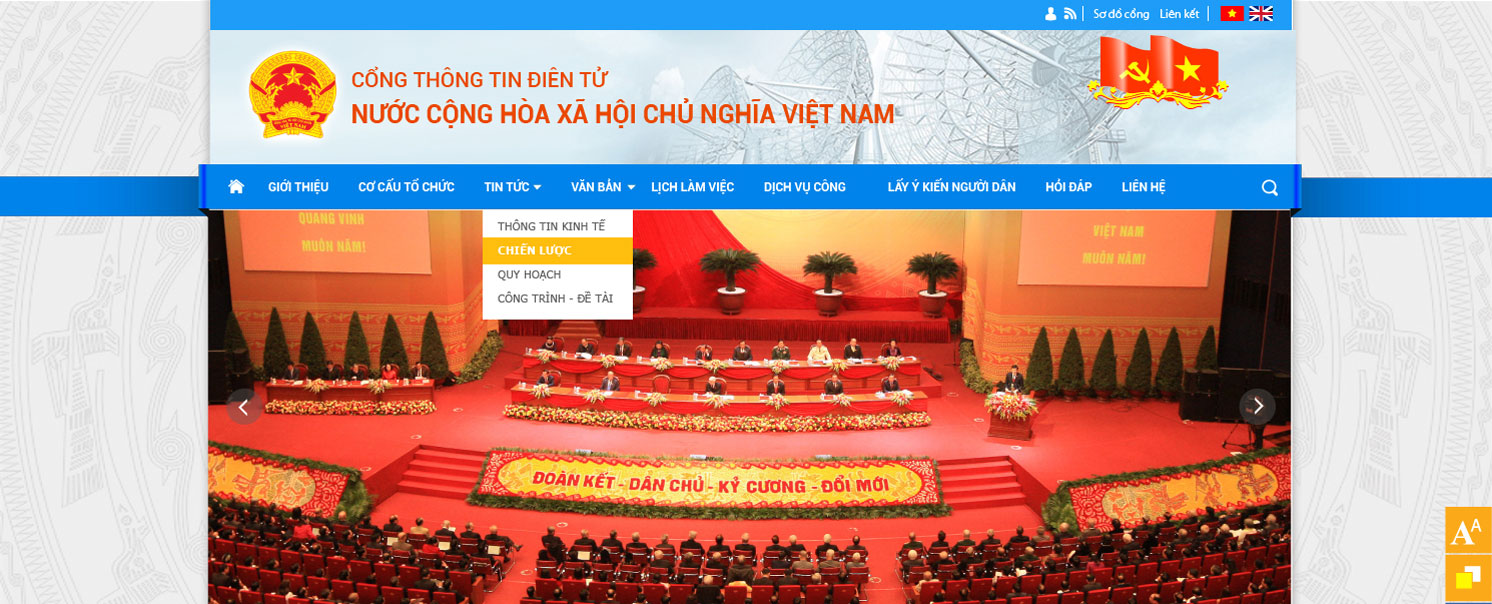 Sơ đồ cổng Liên kết
CỔNG THÔNG TIN ĐIỆN TỬ
NƯỚC CỘNG HÒA XÃ HỘI CHỦ NGHĨA VIỆT NAM
GIỚI THIỆU CƠ CẤU TỔ CHỨC TIN TỨC VĂN BẢN LỊCH LÀM VIỆC DỊCH VỤ CÔNG LẤY Ý KIẾN NGƯỜI DÂN HỎI ĐÁP LIÊN HỆ
THÔNG TIN KINH TẾ
CHIẾN LƯỢC
QUY HOẠCH
CÔNG TRÌNH - ĐỀ TÀI
QUANG VINH
MUÔN NĂM!
VIỆT NAM
MUÔN NĂM!
ĐOÀN KẾT - DÂN CHỦ - KỶ CƯƠNG - ĐỔI MỚI
AA